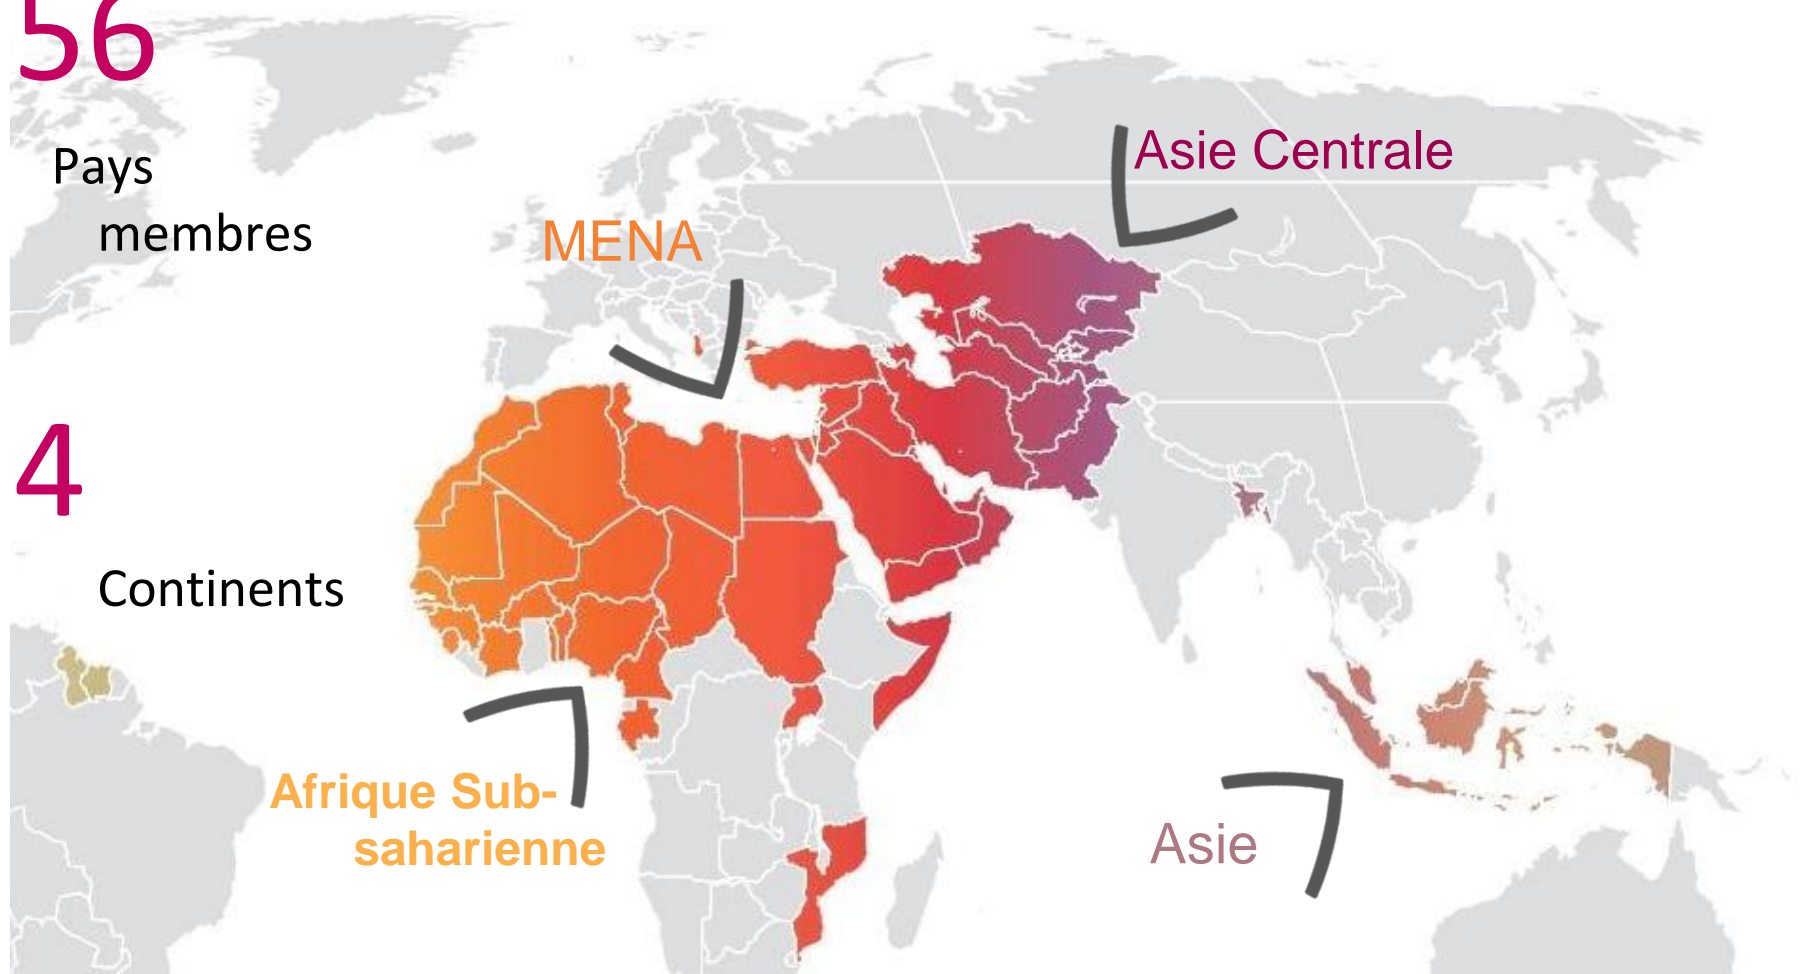 56
Pays
membres
4
Continents
MENA
Asie Centrale
Afrique Sub-
saharienne
Asie